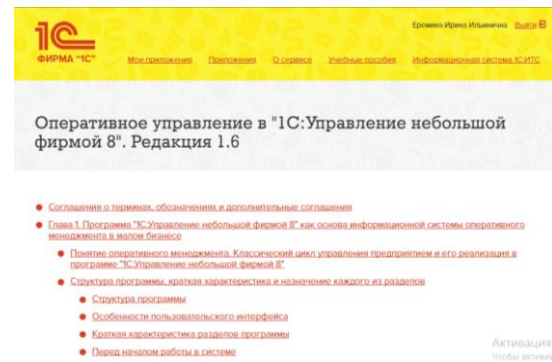 Еремина Ирина Ильинична Выйти
1С
ФИРМА "1С"
Мои приложения Приложения О сервисе Учебные пособия Информационная система 1С:ИТС
Оперативное управление в "1С:Управление небольшой
фирмой 8". Редакция 1.6
Соглашения о терминах, обозначениях и дополнительные соглашения
Глава 1. Программа "1С:Управление небольшой фирмой 8" как основа информационной системы оперативного
менеджмента в малом бизнесе
Понятие оперативного менеджмента. Классический цикл управления предприятием и его реализация в
программе "1С:Управление небольшой фирмой 8"
Структура программы, краткая характеристика и назначение каждого из разделов
Структура программы
Особенности пользовательского интерфейса
Краткая характеристика разделов программы
Перед началом работы в системе
Активация
Чтобы активир